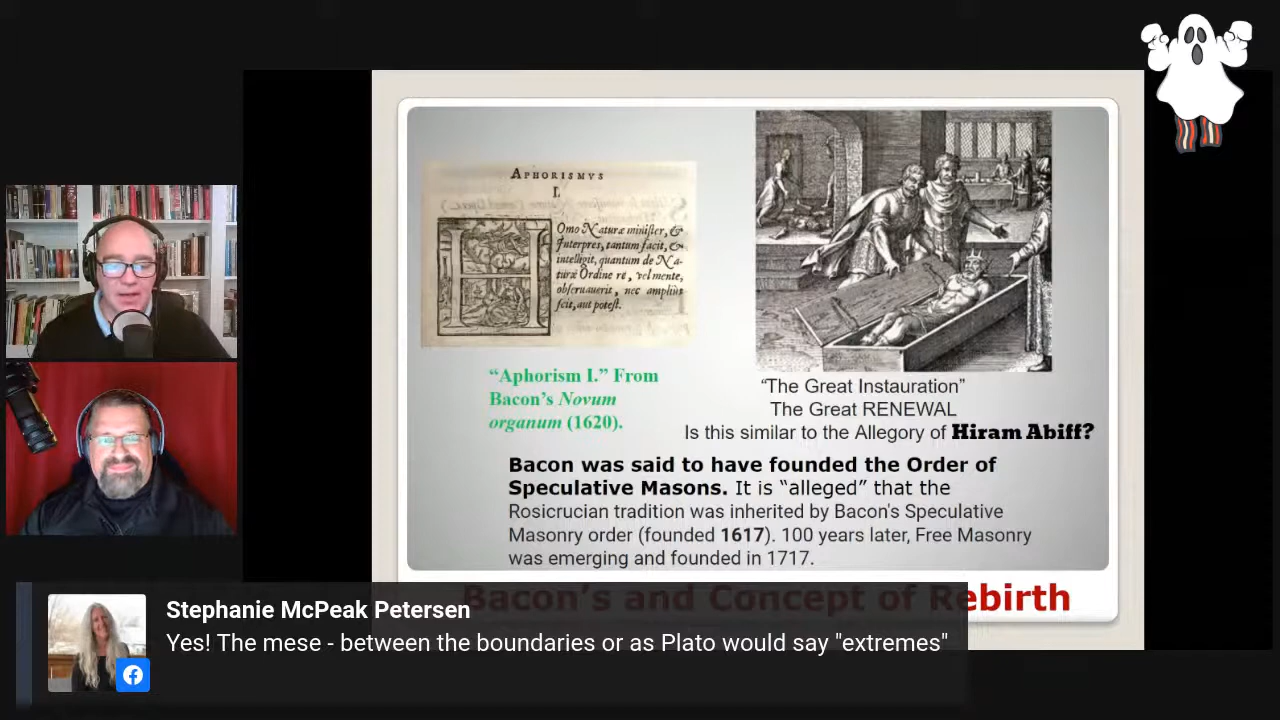 APHORISMVS
I.
HOmo Naturæ minister, &
Interpres, tantum facit, &
intelligit, quantum de Na-
turæ Ordine re, vel mente,
obseruauerit, nec ampliùs
scit, aut potest.
“Aphorism I.” From
Bacon’s Novum
organum (1620).
“The Great Instauration”
The Great RENEWAL
Is this similar to the Allegory of Hiram Abiff?
Bacon was said to have founded the Order of
Speculative Masons. It is “alleged” that the
Rosicrucian tradition was inherited by Bacon's Speculative
Masonry order (founded 1617). 100 years later, Free Masonry
was emerging and founded in 1717.
Bacon’s and Concept of Rebirth
Stephanie McPeak Petersen
Yes! The mese - between the boundaries or as Plato would say "extremes"